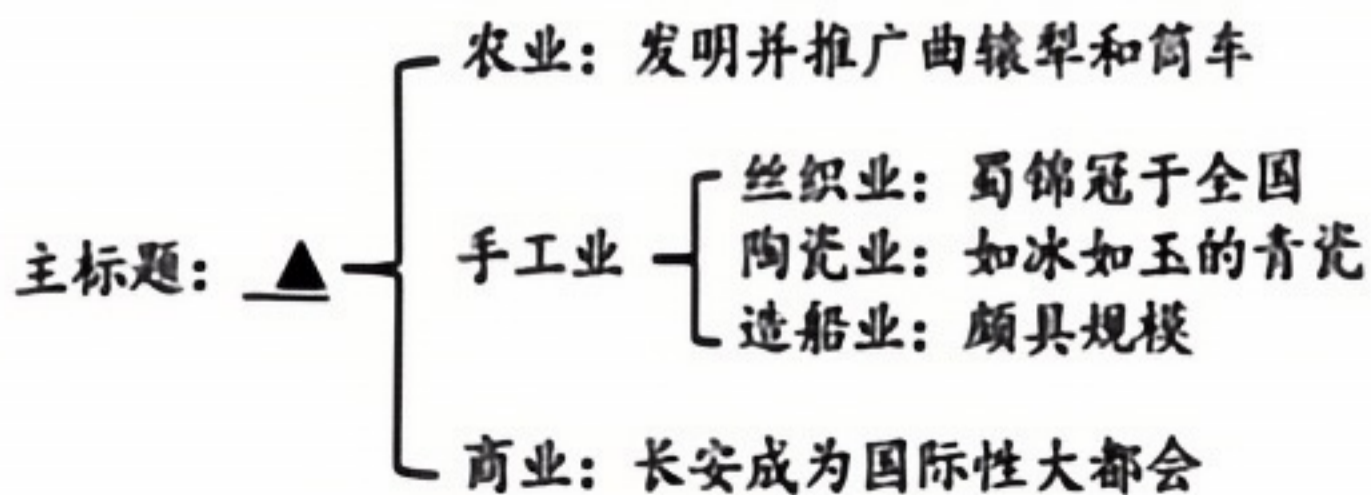 农业：发明并推广曲辕犁和筒车
丝织业：蜀锦冠于全国
主标题：▲
手工业
陶瓷业：如冰如玉的青瓷
造船业：颇具规模
商业：长安成为国际性大都会